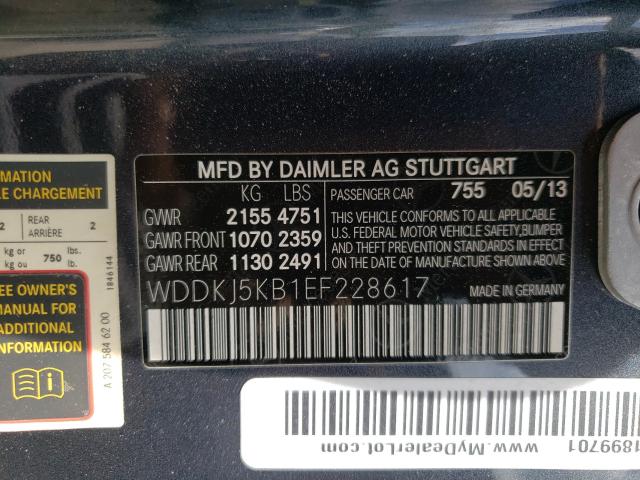 MATION
LE CHARGEMENT
2 REAR ARRIÈRE 2
kg or kg ou 750 lbs. lb.
1846144
EE OWNER'S
MANUAL FOR
ADDITIONAL
INFORMATION
A 207 584 62 00
MFD BY DAIMLER AG STUTTGART
KG LBS
GVWR 2155 4751
GAWR FRONT 1070 2359
GAWR REAR 1130 2491
PASSENGER CAR 755 05/13
THIS VEHICLE CONFORMS TO ALL APPLICABLE
U.S. FEDERAL MOTOR VEHICLE SAFETY,BUMPER
AND THEFT PREVENTION STANDARDS IN EFFECT
ON THE DATE OF MANUFACTURE SHOWN ABOVE.
WDDKJ5KB1EF228617
MADE IN GERMANY
www.MyDealerLot.com
1899701